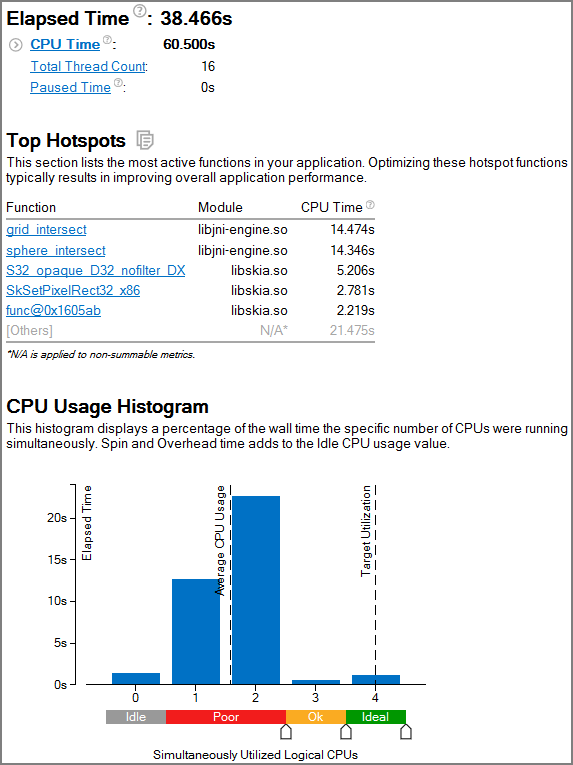 Elapsed Time ?: 38.466s
CPU Time ?: 60.500s
Total Thread Count: 16
Paused Time ?: 0s
Top Hotspots
This section lists the most active functions in your application. Optimizing these hotspot functions
typically results in improving overall application performance.
Function Module CPU Time ?
grid_intersect libjni-engine.so 14.474s
sphere_intersect libjni-engine.so 14.346s
S32_opaque_D32_nofilter_DX libskia.so 5.206s
SkSetPixelRect32_x86 libskia.so 2.781s
func@0x1605ab libskia.so 2.219s
[Others] N/A* 21.475s
*N/A is applied to non-summable metrics.
CPU Usage Histogram
This histogram displays a percentage of the wall time the specific number of CPUs were running
simultaneously. Spin and Overhead time adds to the Idle CPU usage value.
Elapsed Time
Average CPU Usage
Target Utilization
20s
15s
10s
5s
0s
0 1 2 3 4
Idle Poor Ok Ideal
Simultaneously Utilized Logical CPUs